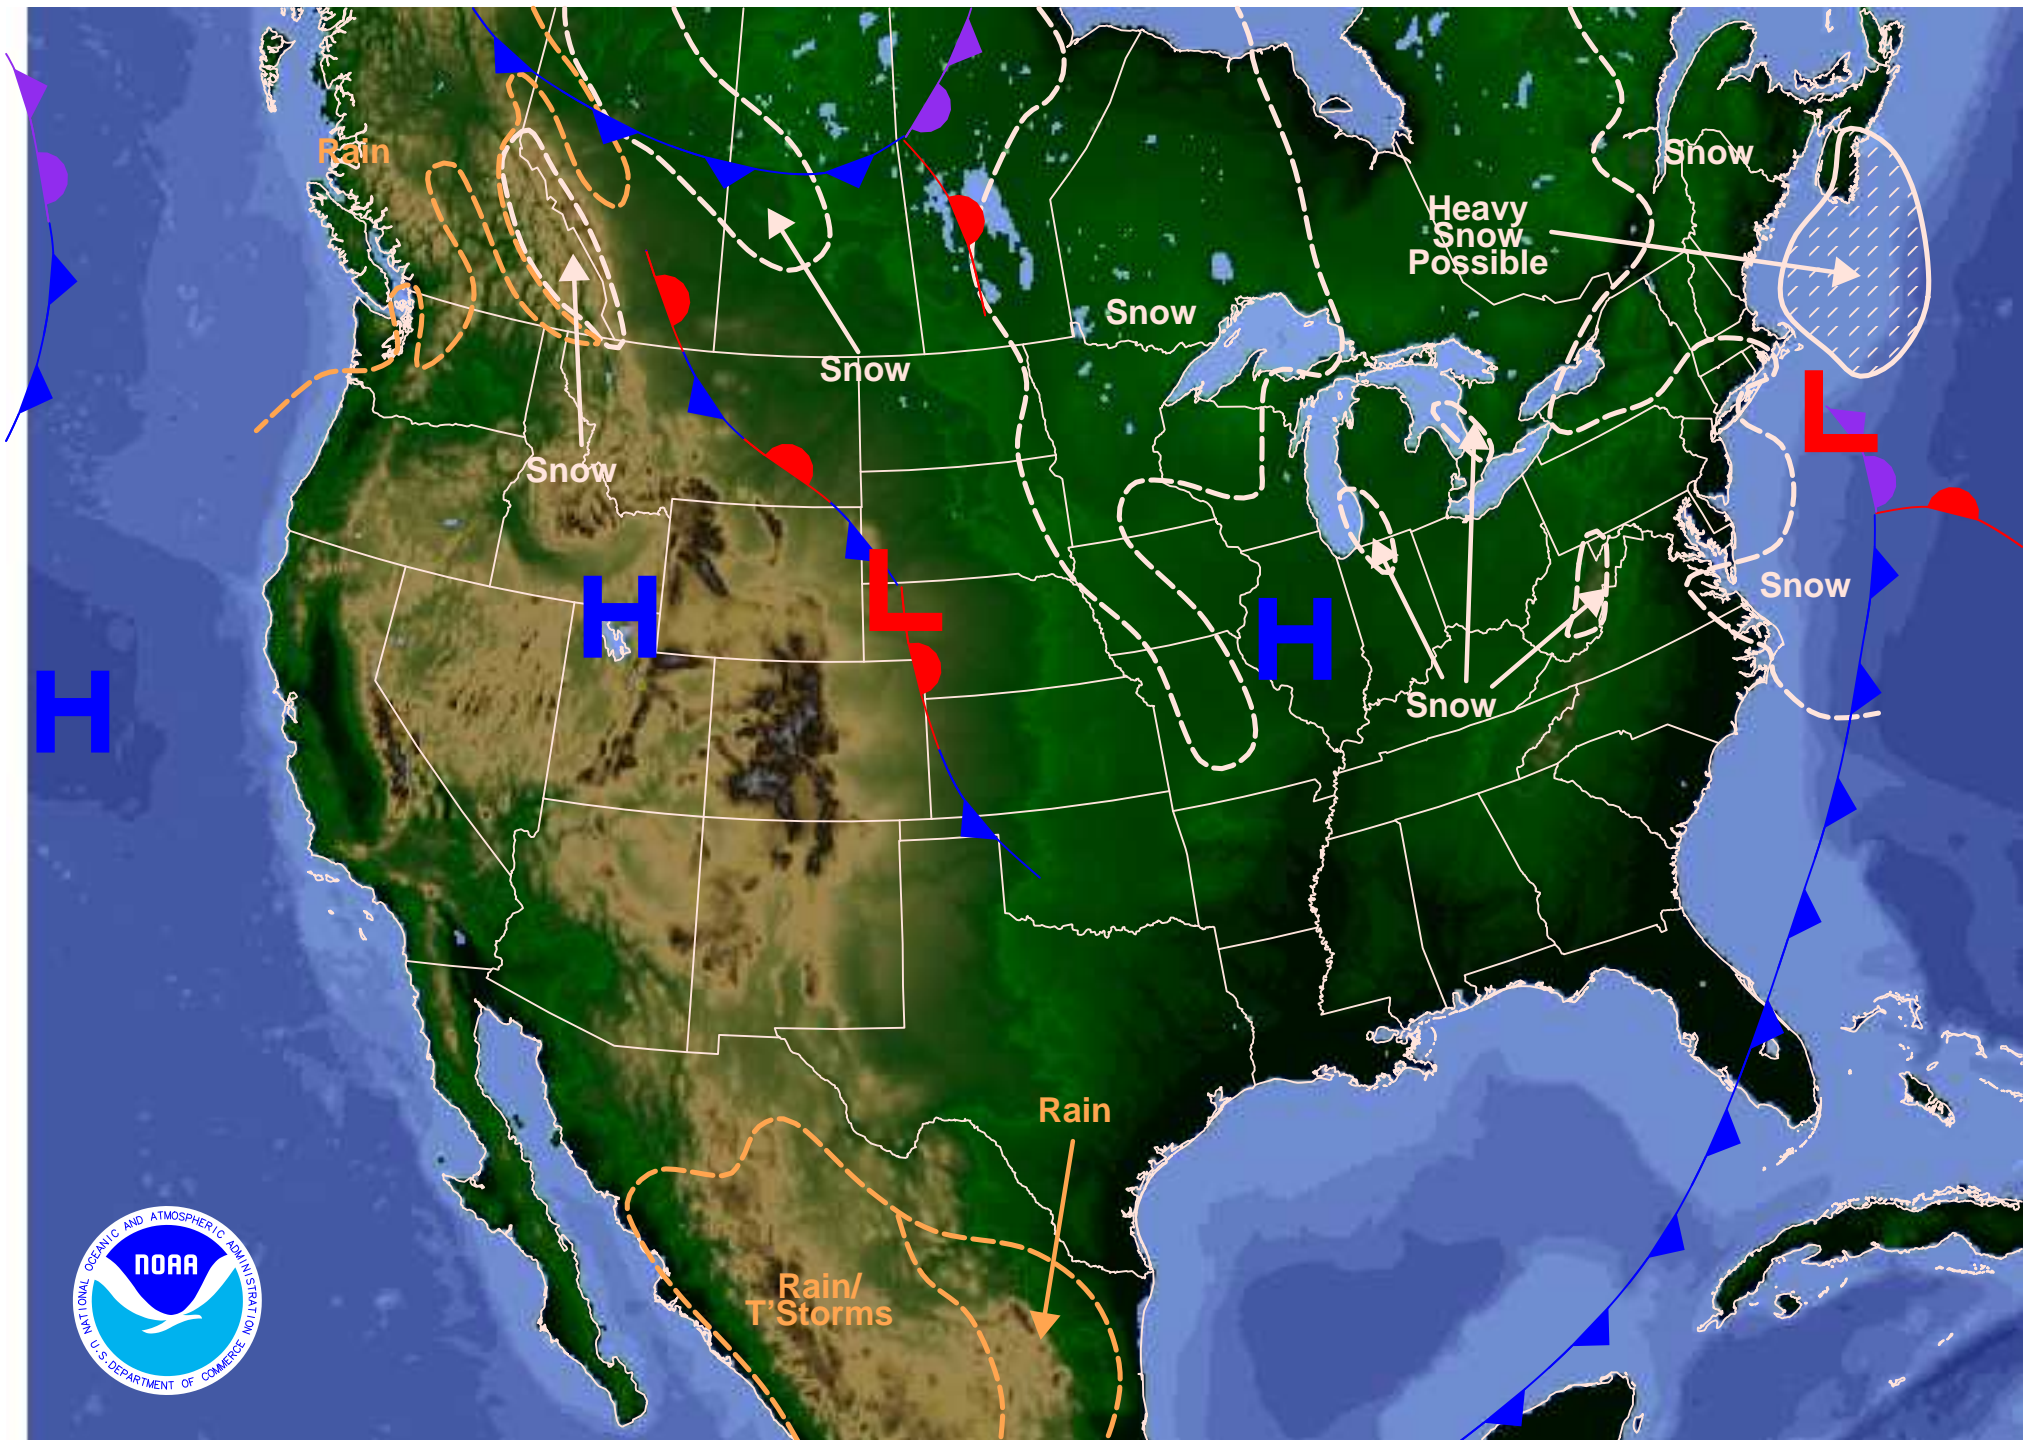 Rain
Snow
Heavy
Snow
Possible
Snow
Snow
L
Snow
L
H
H
Snow
H
Snow
Rain
Rain/
T'Storms
NOAA
NATIONAL OCEANIC AND ATMOSPHERIC ADMINISTRATION
U.S. DEPARTMENT OF COMMERCE